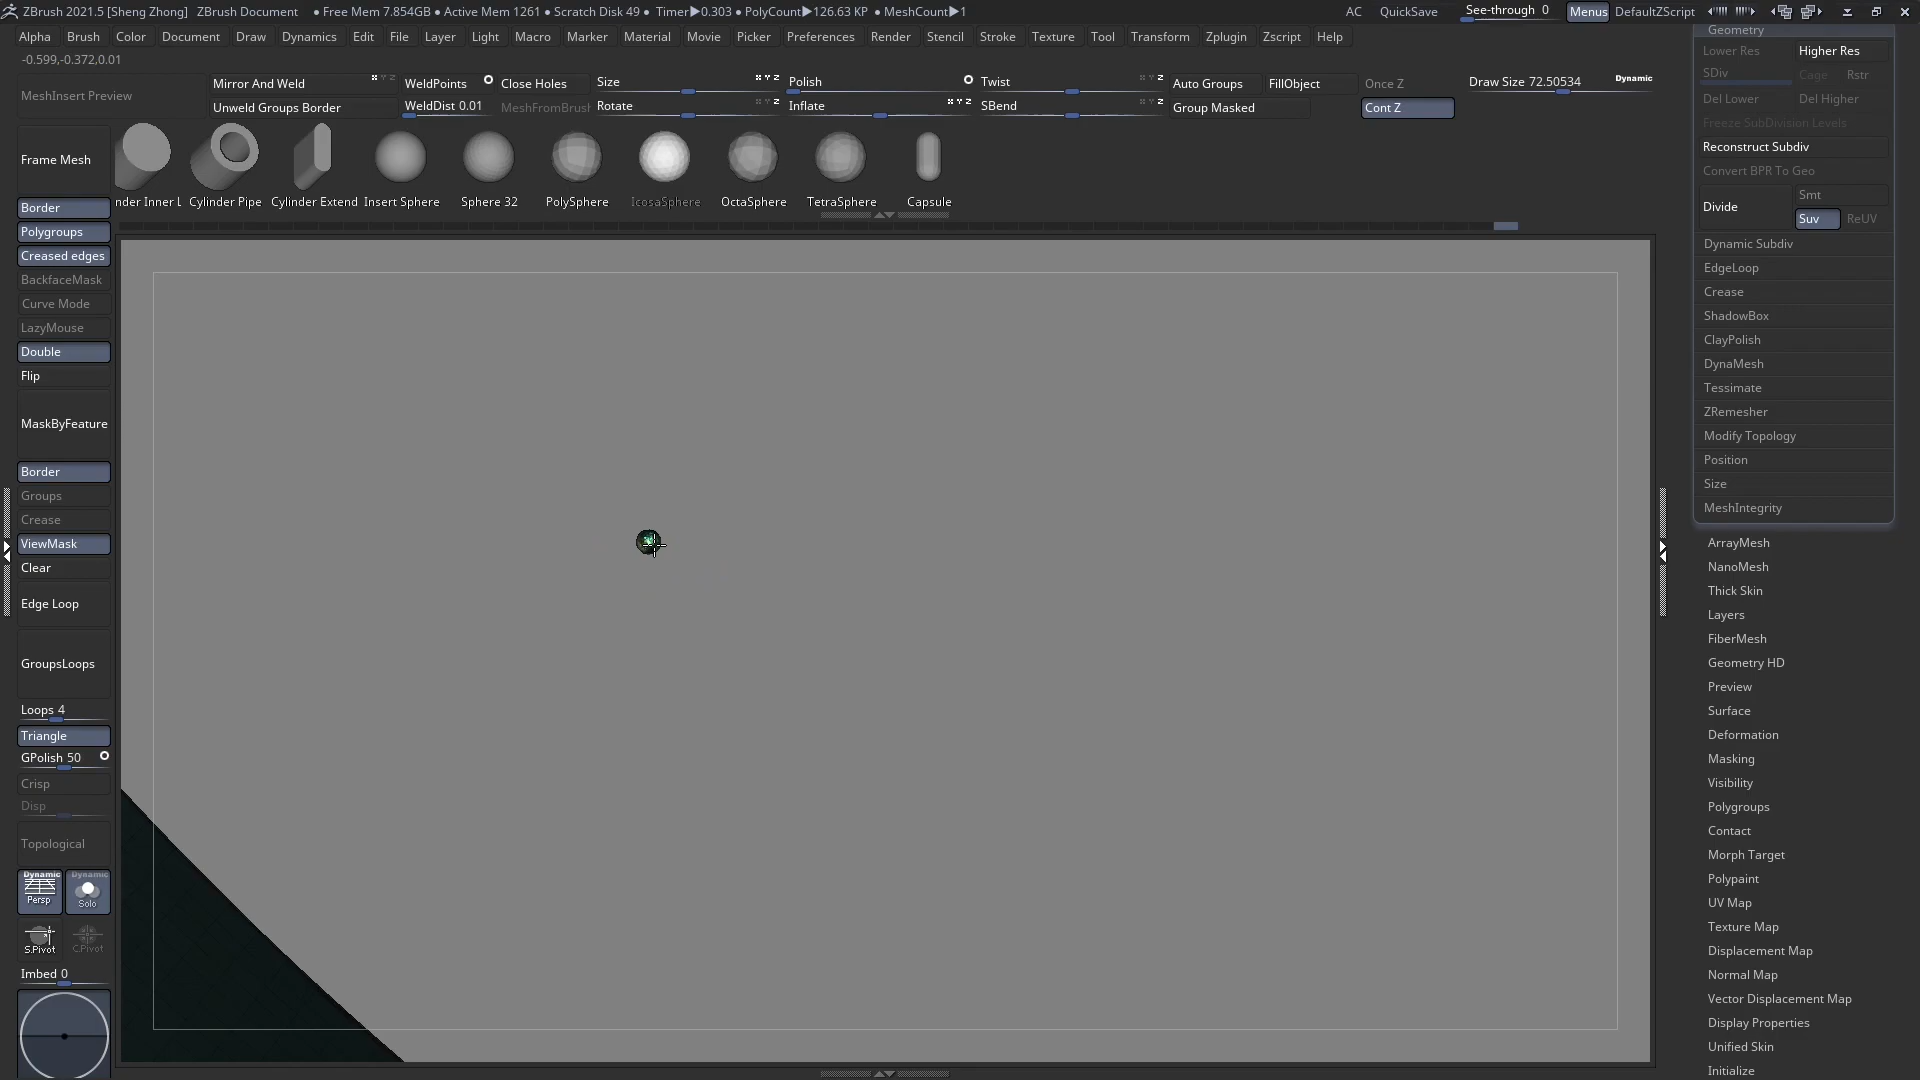 ZBrush 2021.5 [Sheng Zhong] ZBrush Document • Free Mem 7.854GB • Active Mem 1261 • Scratch Disk 49 • Timer▶0.303 • PolyCount▶126.63 KP • MeshCount▶1 AC QuickSave See-through 0 Menus DefaultZScript
Alpha Brush Color Document Draw Dynamics Edit File Layer Light Macro Marker Material Movie Picker Preferences Render Stencil Stroke Texture Tool Transform Zplugin Zscript Help
-0.599,-0.372,0.01
MeshInsert Preview
Mirror And Weld
Unweld Groups Border
WeldPoints
WeldDist 0.01
Close Holes
MeshFromBrush
Size
Rotate
Polish
Inflate
Twist
SBend
Auto Groups
Group Masked
FillObject
Once Z
Cont Z
Draw Size 72.50534
Dynamic
Frame Mesh
nder Inner L Cylinder Pipe Cylinder Extend Insert Sphere Sphere 32 PolySphere IcosaSphere OctaSphere TetraSphere Capsule
Border
Polygroups
Creased edges
BackfaceMask
Curve Mode
LazyMouse
Double
Flip
MaskByFeature
Border
Groups
Crease
ViewMask
Clear
Edge Loop
GroupsLoops
Loops 4
Triangle
GPolish 50
Crisp
Disp
Topological
Dynamic
Persp
Dynamic
Solo
S.Pivot
C.Pivot
Imbed 0
Geometry
Lower Res Higher Res
SDiv Cage Rstr
Del Lower Del Higher
Freeze SubDivision Levels
Reconstruct Subdiv
Convert BPR To Geo
Divide
Smt
Suv ReUV
Dynamic Subdiv
EdgeLoop
Crease
ShadowBox
ClayPolish
DynaMesh
Tessimate
ZRemesher
Modify Topology
Position
Size
MeshIntegrity
ArrayMesh
NanoMesh
Thick Skin
Layers
FiberMesh
Geometry HD
Preview
Surface
Deformation
Masking
Visibility
Polygroups
Contact
Morph Target
Polypaint
UV Map
Texture Map
Displacement Map
Normal Map
Vector Displacement Map
Display Properties
Unified Skin
Initialize